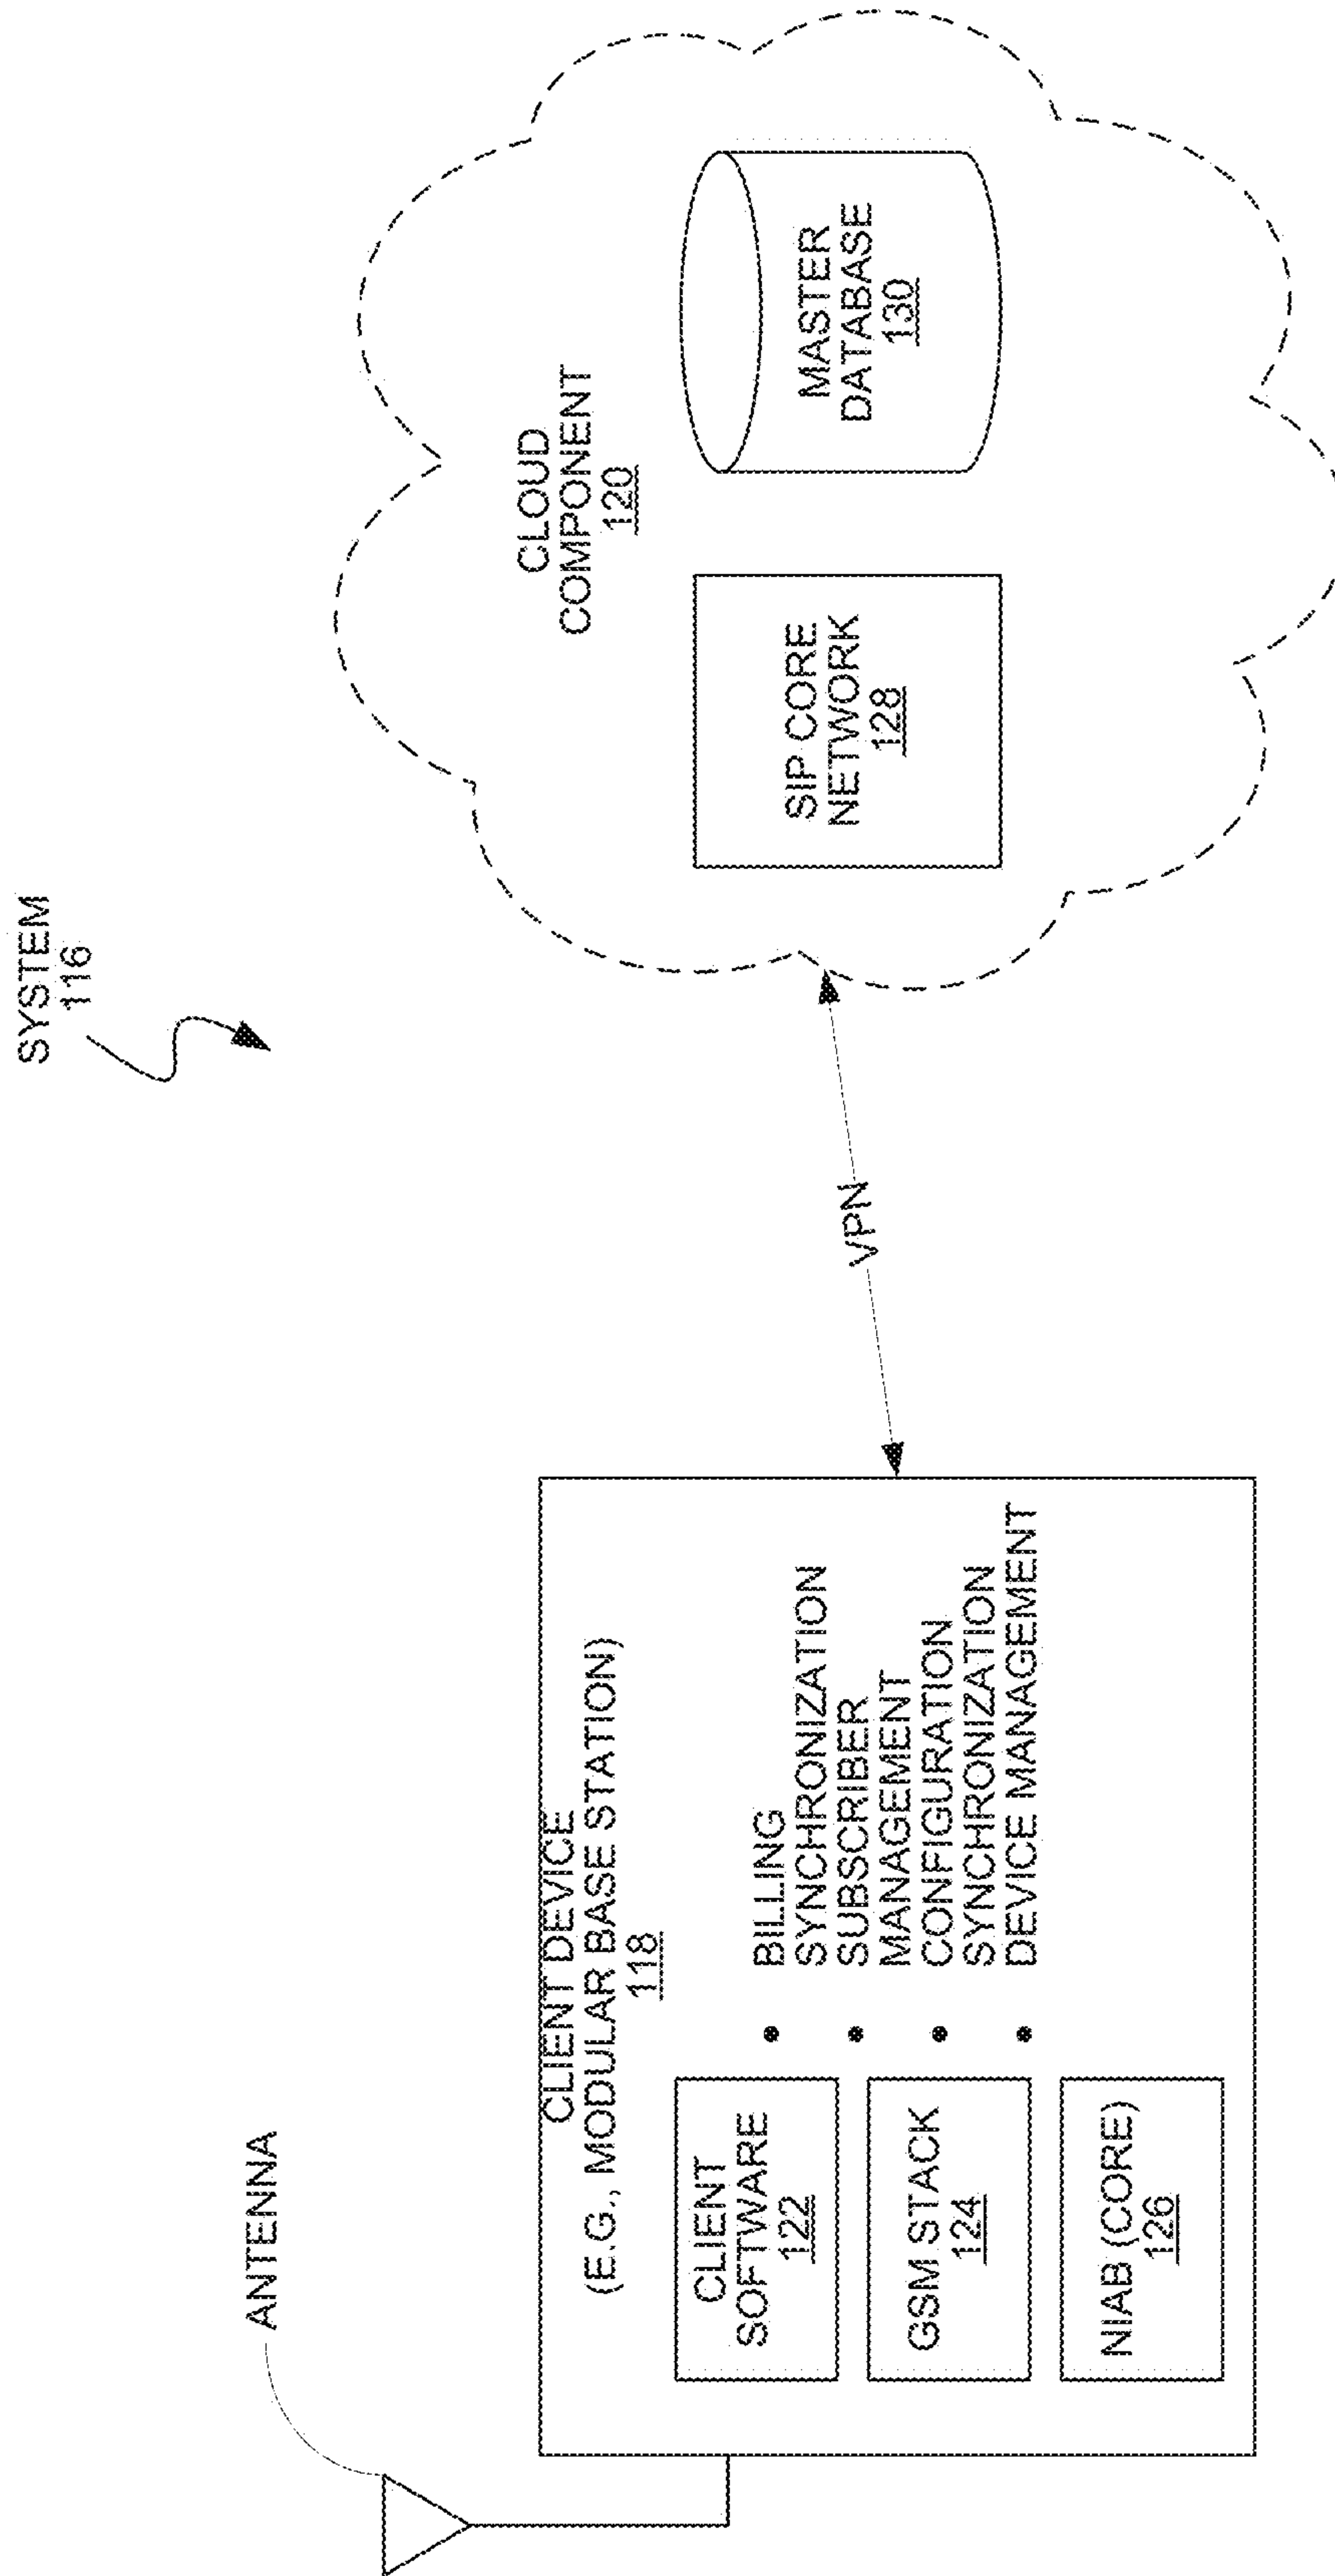 SYSTEM
116
ANTENNA
CLIENT DEVICE
(E.G., MODULAR BASE STATION)
118
CLIENT
SOFTWARE
122
GSM STACK
124
NIAB (CORE)
126
• BILLING
SYNCHRONIZATION
• SUBSCRIBER
MANAGEMENT
• CONFIGURATION
SYNCHRONIZATION
• DEVICE MANAGEMENT
VPN
CLOUD
COMPONENT
120
SIP CORE
NETWORK
128
MASTER
DATABASE
130